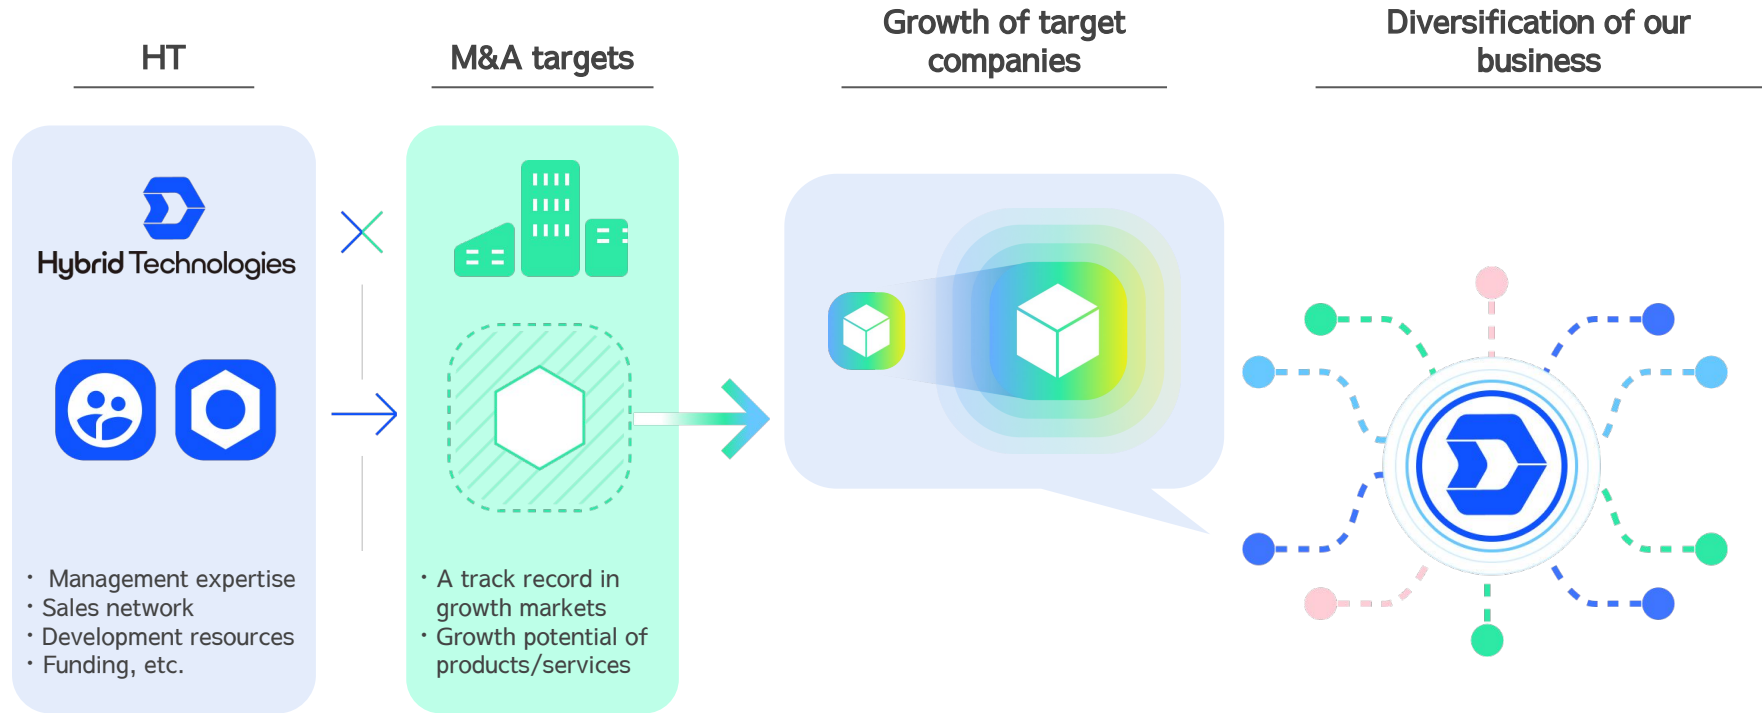 HT
M&A targets
Growth of target
companies
Diversification of our
business
Hybrid Technologies
・ Management expertise
・Sales network
・Development resources
・Funding, etc.
・A track record in
growth markets
・Growth potential of
products/services